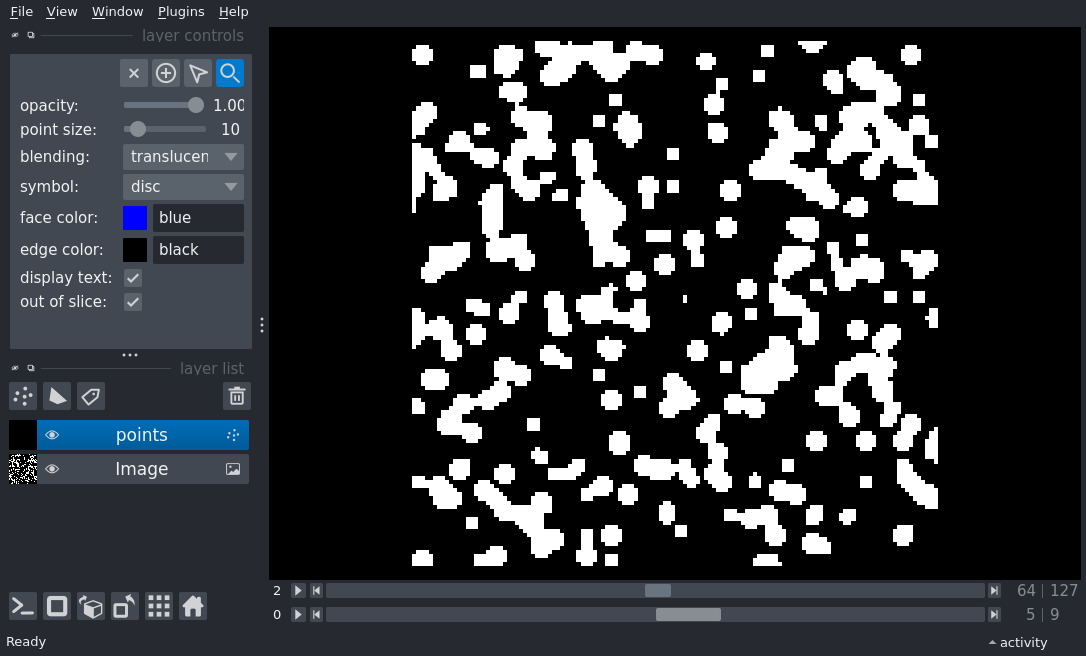 File View Window Plugins Help
layer controls
opacity: 1.00
point size: 10
blending: translucen
symbol: disc
face color: blue
edge color: black
display text:
out of slice:
layer list
points
Image
2 64 127
0 5 9
Ready activity